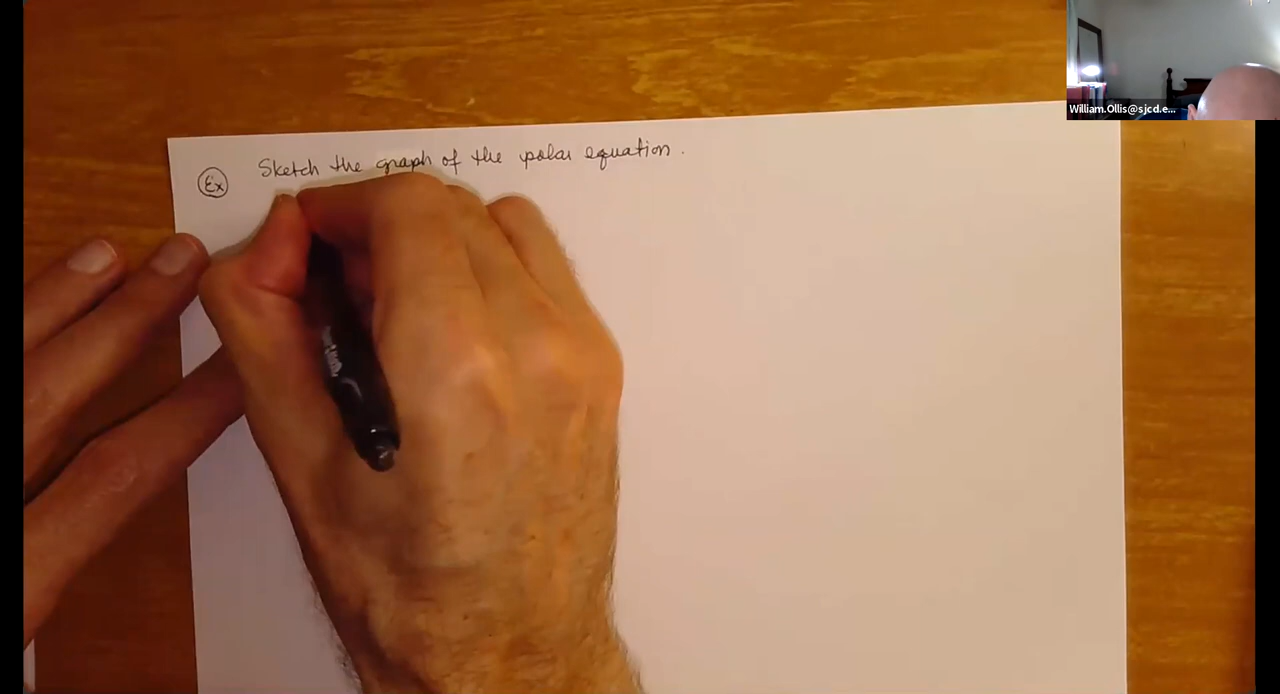 William.Ollis@sjcd.e...
Ex Sketch the graph of the polar equation.